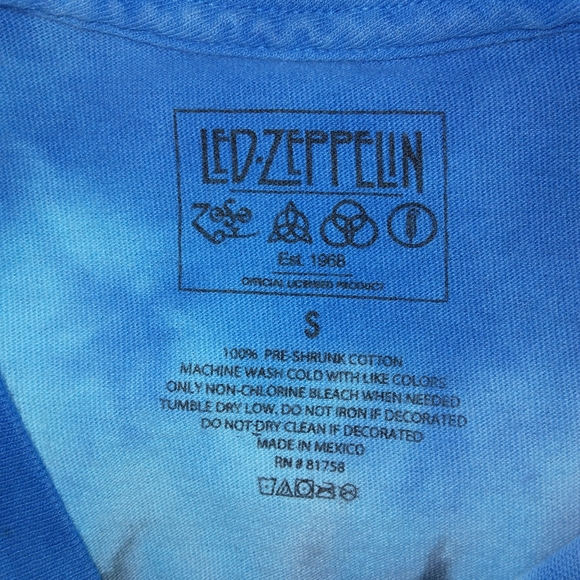 LED·ZEPPELIN
ZoSo
Est. 1968
OFFICIAL LICENSED PRODUCT
S
100% PRE-SHRUNK COTTON
MACHINE WASH COLD WITH LIKE COLORS
ONLY NON-CHLORINE BLEACH WHEN NEEDED
TUMBLE DRY LOW. DO NOT IRON IF DECORATED
DO NOT DRY CLEAN IF DECORATED
MADE IN MEXICO
RN # 81758